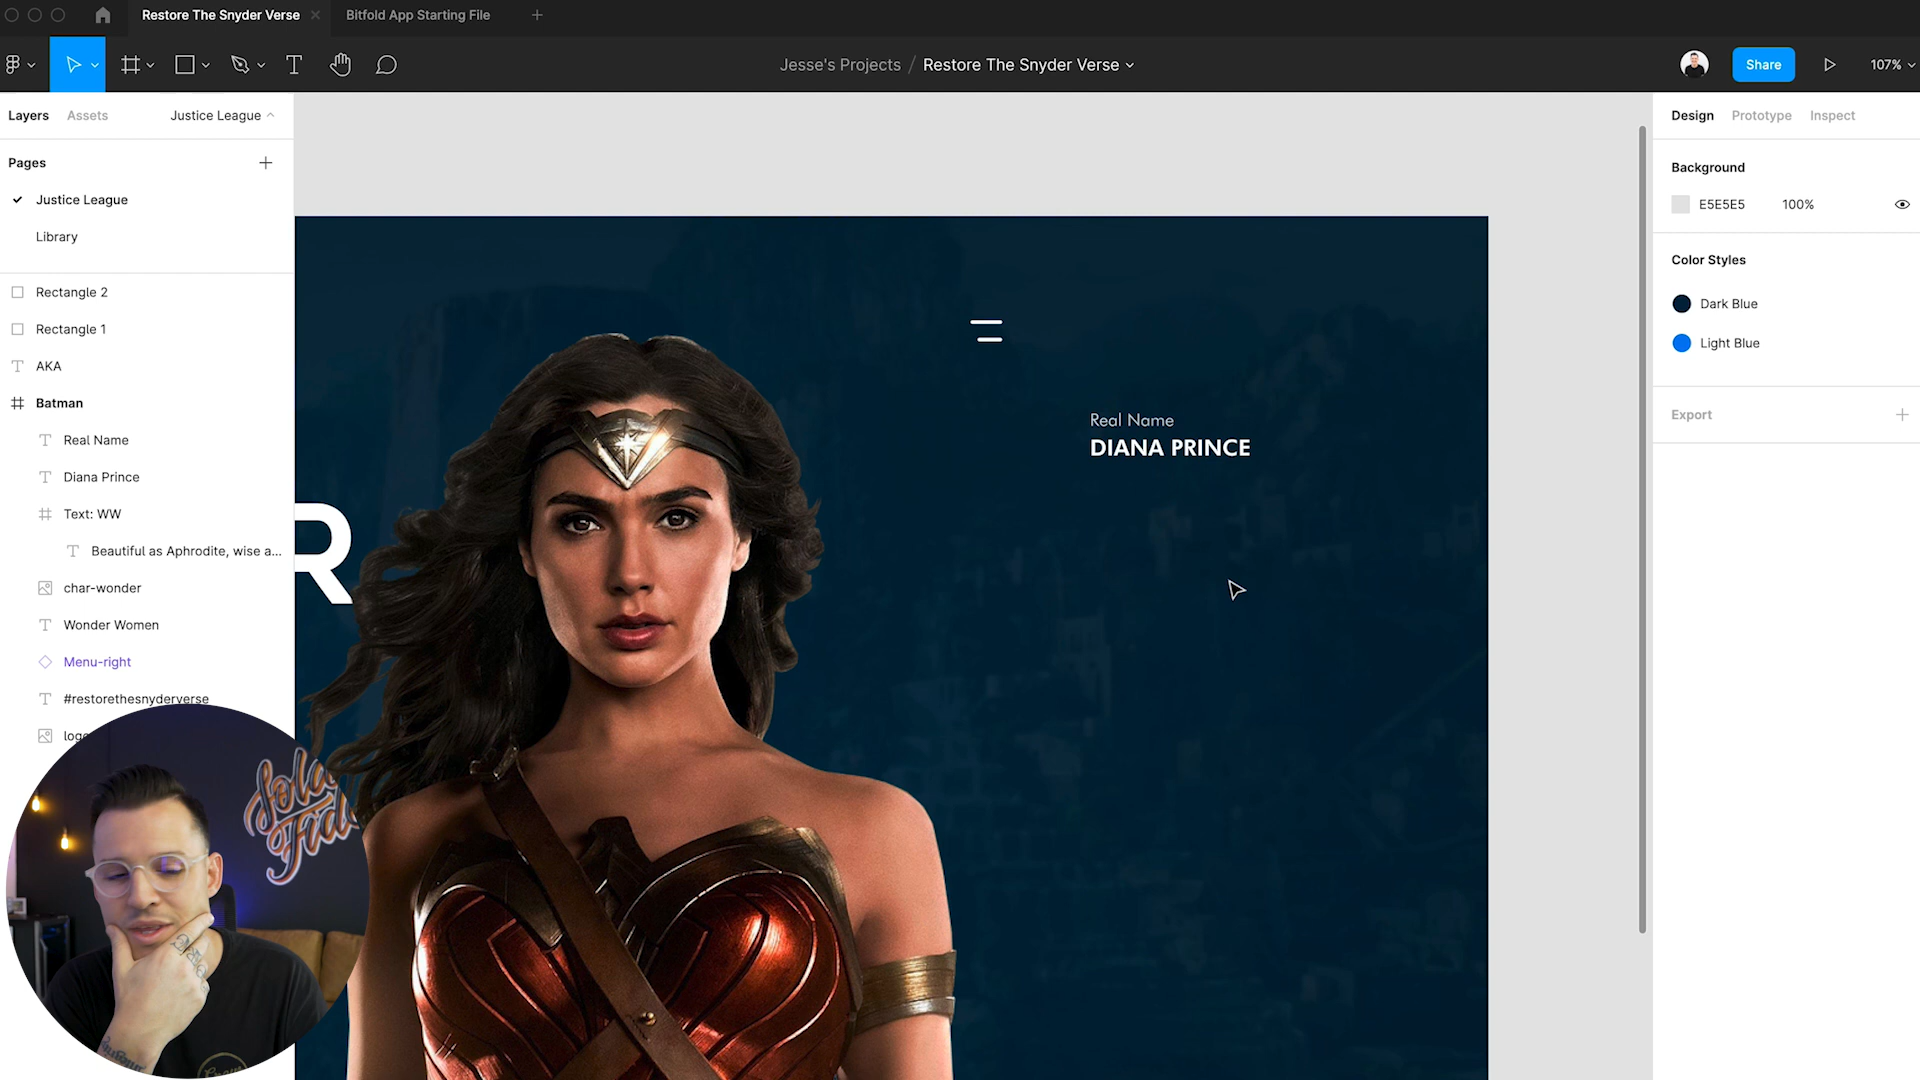 Restore The Snyder Verse
Bitfold App Starting File
Jesse's Projects / Restore The Snyder Verse
Share
107%
Layers
Assets
Justice League
Pages
Justice League
Library
Rectangle 2
Rectangle 1
AKA
Batman
Real Name
Diana Prince
Text: WW
Beautiful as Aphrodite, wise a...
char-wonder
Wonder Women
Menu-right
#restorethesnyderverse
R
Real Name
DIANA PRINCE
Design
Prototype
Inspect
Background
E5E5E5
100%
Color Styles
Dark Blue
Light Blue
Export